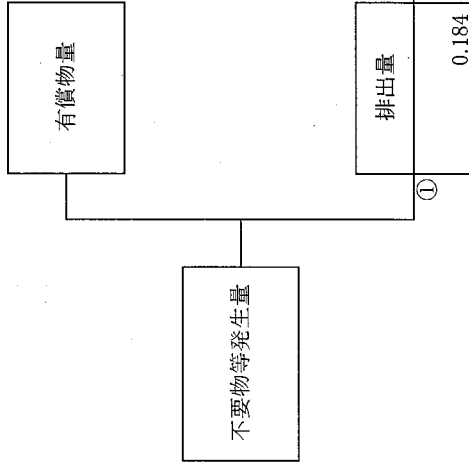 有償物量
不要物等発生量
排出量
①
0.184